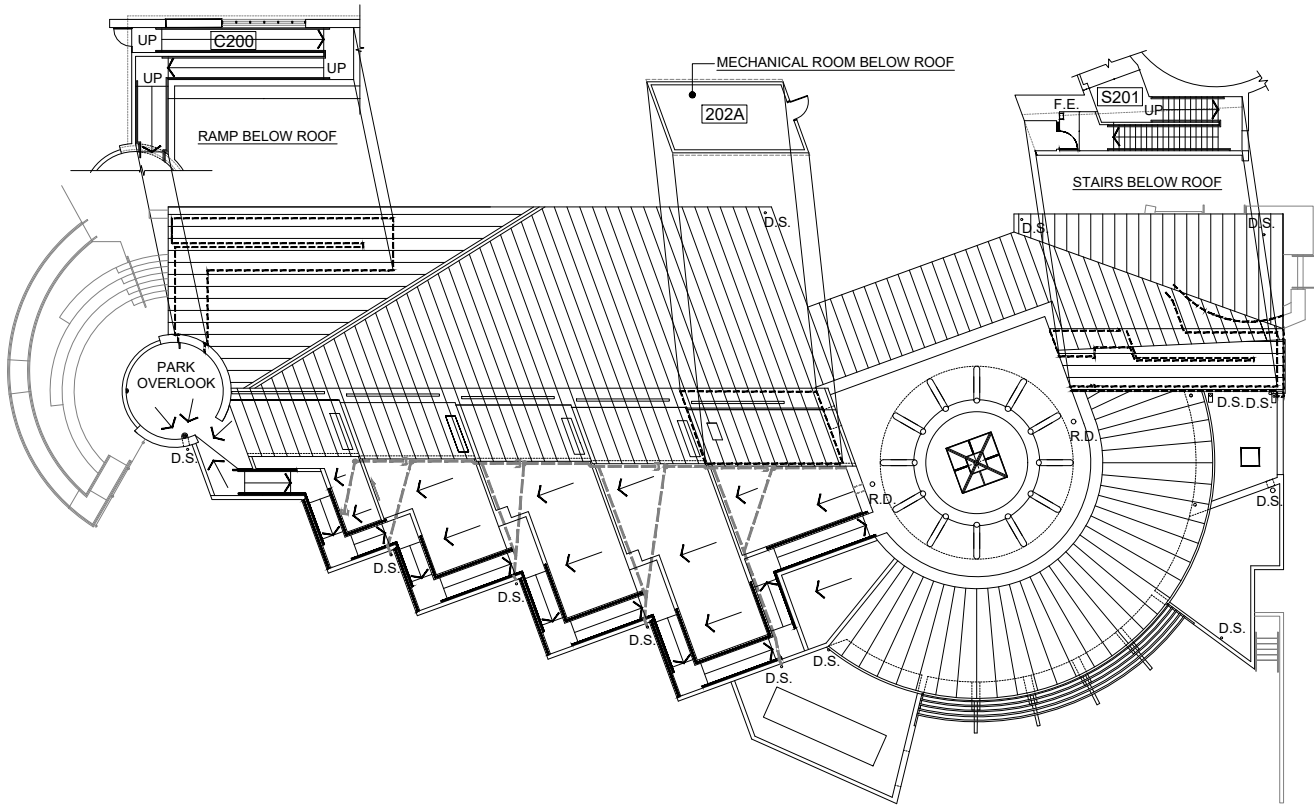 UP
C200
UP
UP
RAMP BELOW ROOF
MECHANICAL ROOM BELOW ROOF
202A
S201
F.E.
UP
STAIRS BELOW ROOF
D.S.
D.S.
D.S.
PARK
OVERLOOK
D.S.
D.S.
D.S.
R.D.
R.D.
D.S.
D.S.
D.S.
D.S.
D.S.
D.S.
D.S.
D.S.